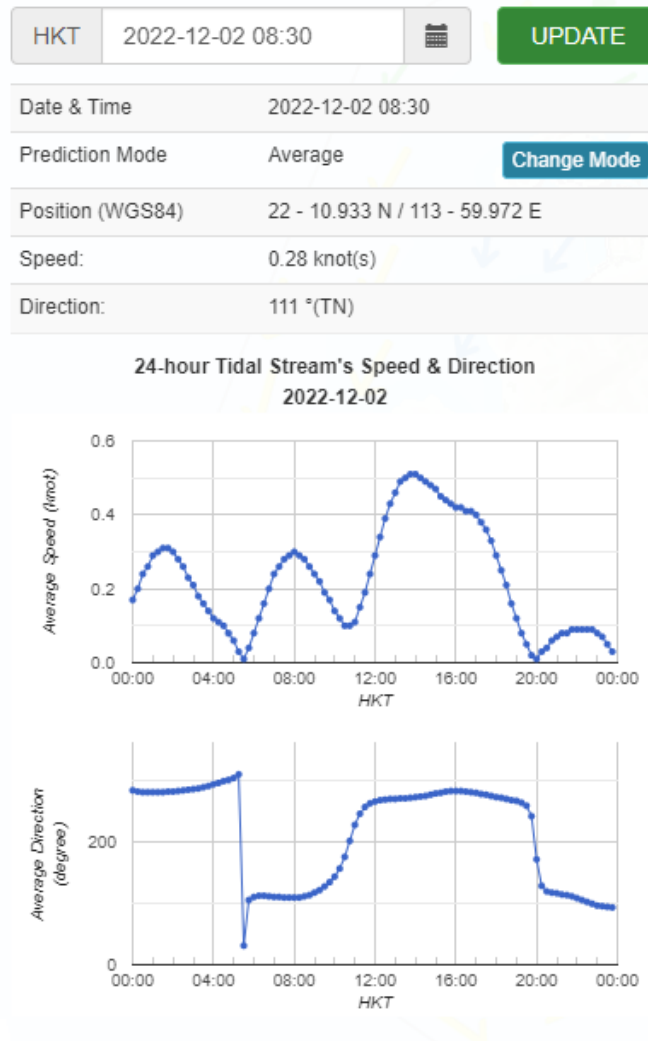 HKT 2022-12-02 08:30 UPDATE
Date & Time 2022-12-02 08:30
Prediction Mode Average Change Mode
Position (WGS84) 22 - 10.933 N / 113 - 59.972 E
Speed: 0.28 knot(s)
Direction: 111 °(TN)
24-hour Tidal Stream's Speed & Direction
2022-12-02
Average Speed (knot)
0.6
0.4
0.2
0.0
00:00 04:00 08:00 12:00 16:00 20:00 00:00
HKT
Average Direction
(degree)
200
0
00:00 04:00 08:00 12:00 16:00 20:00 00:00
HKT